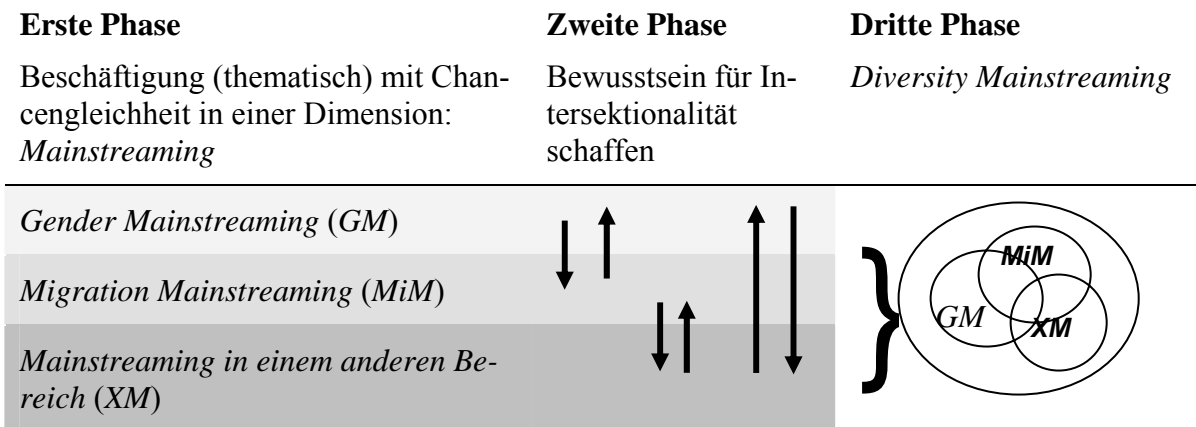 Erste Phase
Beschäftigung (thematisch) mit Chan-
cengleichheit in einer Dimension:
Mainstreaming
Zweite Phase
Bewusstsein für In-
tersektionalität
schaffen
Dritte Phase
Diversity Mainstreaming
Gender Mainstreaming (GM)
Migration Mainstreaming (MiM)
Mainstreaming in einem anderen Be-
reich (XM)
}
MiM
GM
XM